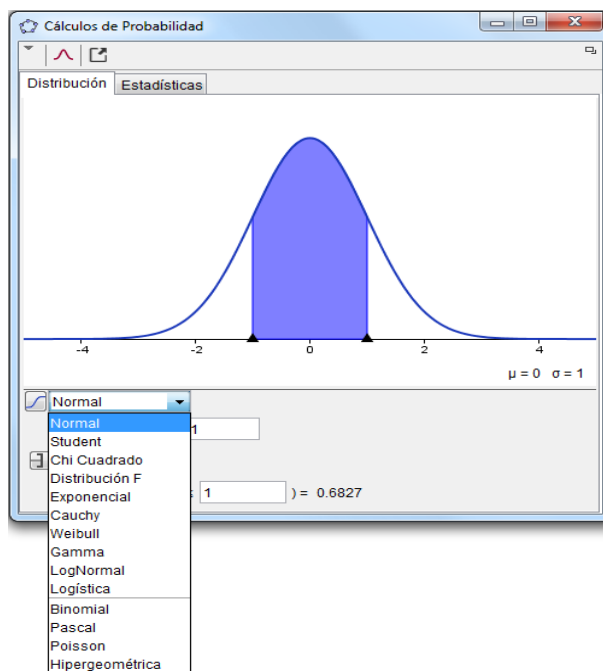 Cálculos de Probabilidad
Distribución Estadísticas
-4 -2 0 2 4
μ = 0 σ = 1
Normal
Normal
1
Student
Chi Cuadrado
Distribución F
Exponencial
1 ) = 0.6827
Cauchy
Weibull
Gamma
LogNormal
Logística
Binomial
Pascal
Poisson
Hipergeométrica